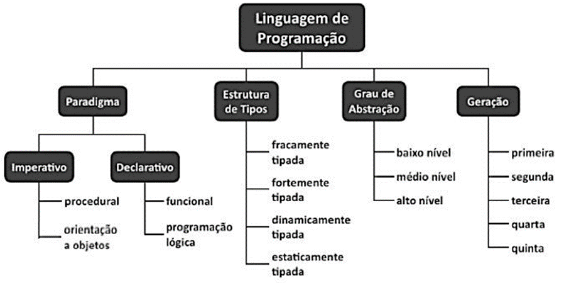 Linguagem de
Programação
Paradigma
Estrutura
de Tipos
Grau de
Abstração
Geração
Imperativo
Declarativo
procedural
orientação
a objetos
funcional
programação
lógica
fracamente
tipada
fortemente
tipada
dinamicamente
tipada
estaticamente
tipada
baixo nível
médio nível
alto nível
primeira
segunda
terceira
quarta
quinta